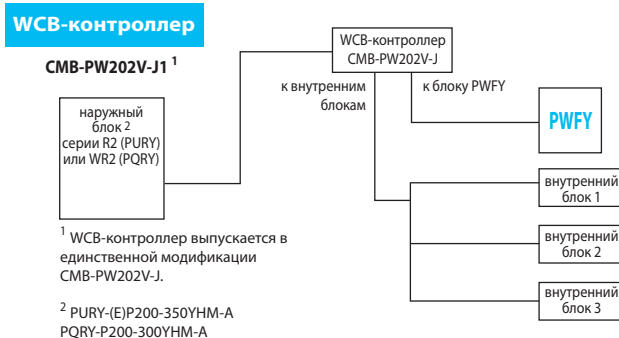 WCB-контроллер
CMB-PW202V-J1 ¹
наружный
блок ²
серии R2 (PURY)
или WR2 (PQRY)
WCB-контроллер
CMB-PW202V-J
к внутренним
блокам
к блоку PWFY
PWFY
внутренний
блок 1
внутренний
блок 2
внутренний
блок 3
¹ WCB-контроллер выпускается в
единственной модификации
CMB-PW202V-J.
² PURY-(E)P200-350YHM-A
PQRY-P200-300YHM-A